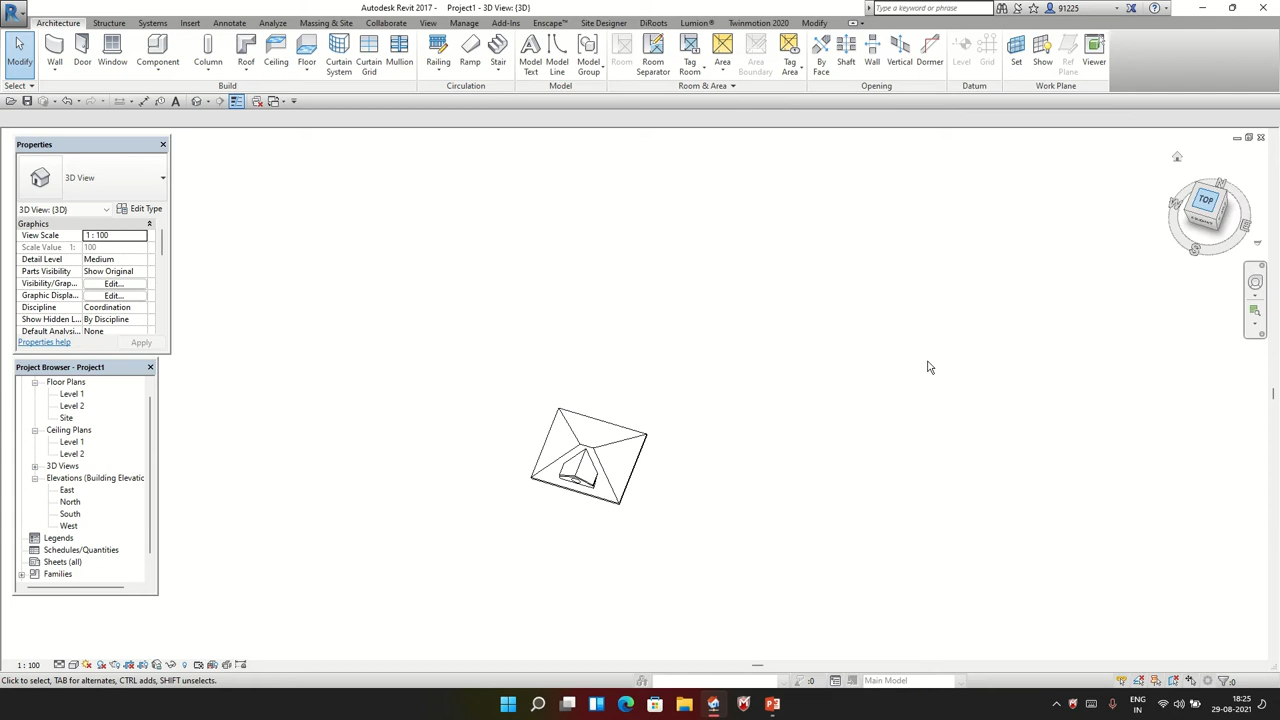 Autodesk Revit 2017 - Project1 - 3D View: {3D}
Type a keyword or phrase
91225
Architecture Structure Systems Insert Annotate Analyze Massing & Site Collaborate View Manage Add-Ins Enscape™ Site Designer DiRoots Lumion® Twinmotion 2020 Modify
Modify Wall Door Window Component Column Roof Ceiling Floor Curtain System Curtain Grid Mullion Railing Ramp Stair Model Text Model Line Model Group Room Room Separator Tag Room Area Area Boundary Tag Area By Face Shaft Wall Vertical Dormer Level Grid Set Show Ref Plane Viewer
Select Build Circulation Model Room & Area Opening Datum Work Plane
Properties
3D View
3D View: {3D} Edit Type
Graphics
View Scale 1 : 100
Scale Value 1: 100
Detail Level Medium
Parts Visibility Show Original
Visibility/Grap... Edit...
Graphic Displa... Edit...
Discipline Coordination
Show Hidden L... By Discipline
Default Analysi... None
Properties help Apply
Project Browser - Project1
Floor Plans
Level 1
Level 2
Site
Ceiling Plans
Level 1
Level 2
3D Views
Elevations (Building Elevatic
East
North
South
West
Legends
Schedules/Quantities
Sheets (all)
Families
N
W
TOP
E
S
1 : 100
Click to select, TAB for alternates, CTRL adds, SHIFT unselects.
:0
Main Model
:0
ENG
IN
18:25
29-08-2021